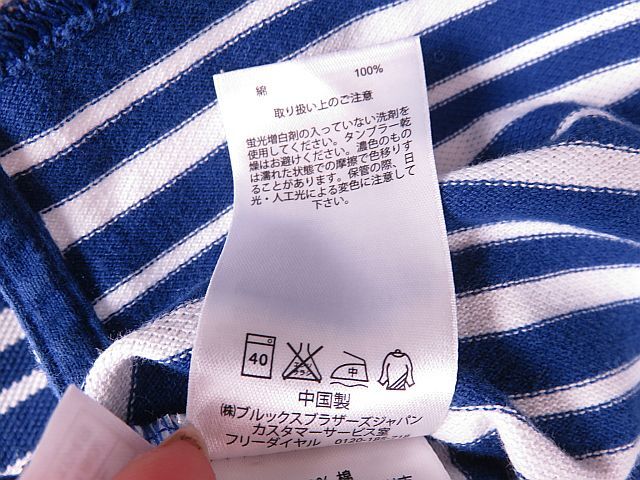 綿 100%
取り扱い上のご注意
蛍光増白剤の入っていない洗剤を
使用してください。タンブラー乾
燥はお避けください。濃色のもの
は濡れた状態での摩擦で色移りす
ることがあります。保管の際、日
光・人工光による変色に注意して
下さい。
40 中
中国製
(株)ブルックスブラザーズジャパン
カスタマーサービス室
フリーダイヤル 0120-185-718
% 棉